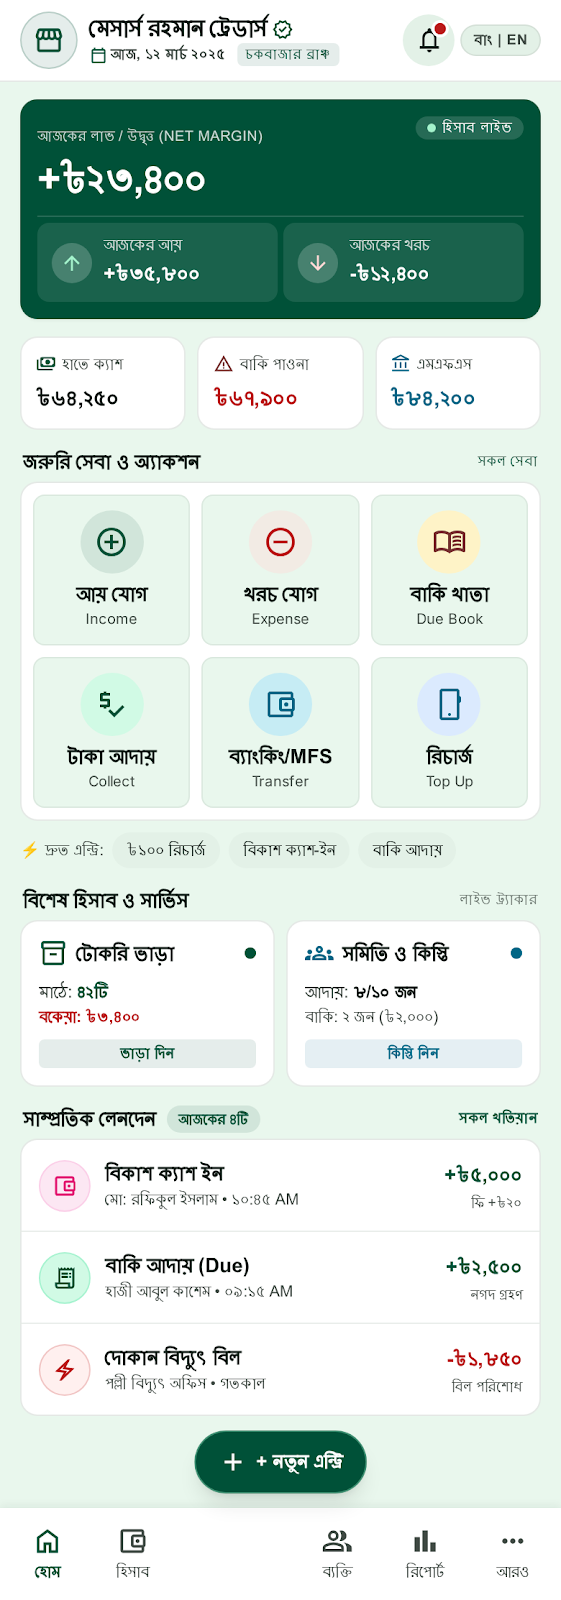 মেসার্স রহমান ট্রেডার্স
আজ, ১২ মার্চ ২০২৫ চকবাজার ব্রাঞ্চ
বাং | EN
আজকের লাভ / উদ্বৃত্ত (NET MARGIN)
হিসাব লাইভ
+৳২৩,৪০০
আজকের আয়
+৳৩৫,৮০০
আজকের খরচ
-৳১২,৪০০
হাতে ক্যাশ
৳৬৪,২৫০
বাকি পাওনা
৳৬৭,৯০০
এমএফএস
৳৮৪,২০০
জরুরি সেবা ও অ্যাকশন
সকল সেবা
আয় যোগ
Income
খরচ যোগ
Expense
বাকি খাতা
Due Book
টাকা আদায়
Collect
ব্যাংকিং/MFS
Transfer
রিচার্জ
Top Up
⚡ দ্রুত এন্ট্রি: ৳১০০ রিচার্জ বিকাশ ক্যাশ-ইন বাকি আদায়
বিশেষ হিসাব ও সার্ভিস
লাইভ ট্র্যাকার
টোকরি ভাড়া
মাঠে: ৪২টি
বকেয়া: ৳৩,৪০০
ভাড়া দিন
সমিতি ও কিস্তি
আদায়: ৮/১০ জন
বাকি: ২ জন (৳২,০০০)
কিস্তি নিন
সাম্প্রতিক লেনদেন আজকের ৪টি
সকল খতিয়ান
বিকাশ ক্যাশ ইন
মো: রফিকুল ইসলাম • ১০:৪৫ AM
+৳৫,০০০
ফি +৳২০
বাকি আদায় (Due)
হাজী আবুল কাশেম • ০৯:১৫ AM
+৳২,৫০০
নগদ গ্রহণ
দোকান বিদ্যুৎ বিল
পল্লী বিদ্যুৎ অফিস • গতকাল
-৳১,৮৫০
বিল পরিশোধ
+ নতুন এন্ট্রি
হোম হিসাব ব্যক্তি রিপোর্ট আরও